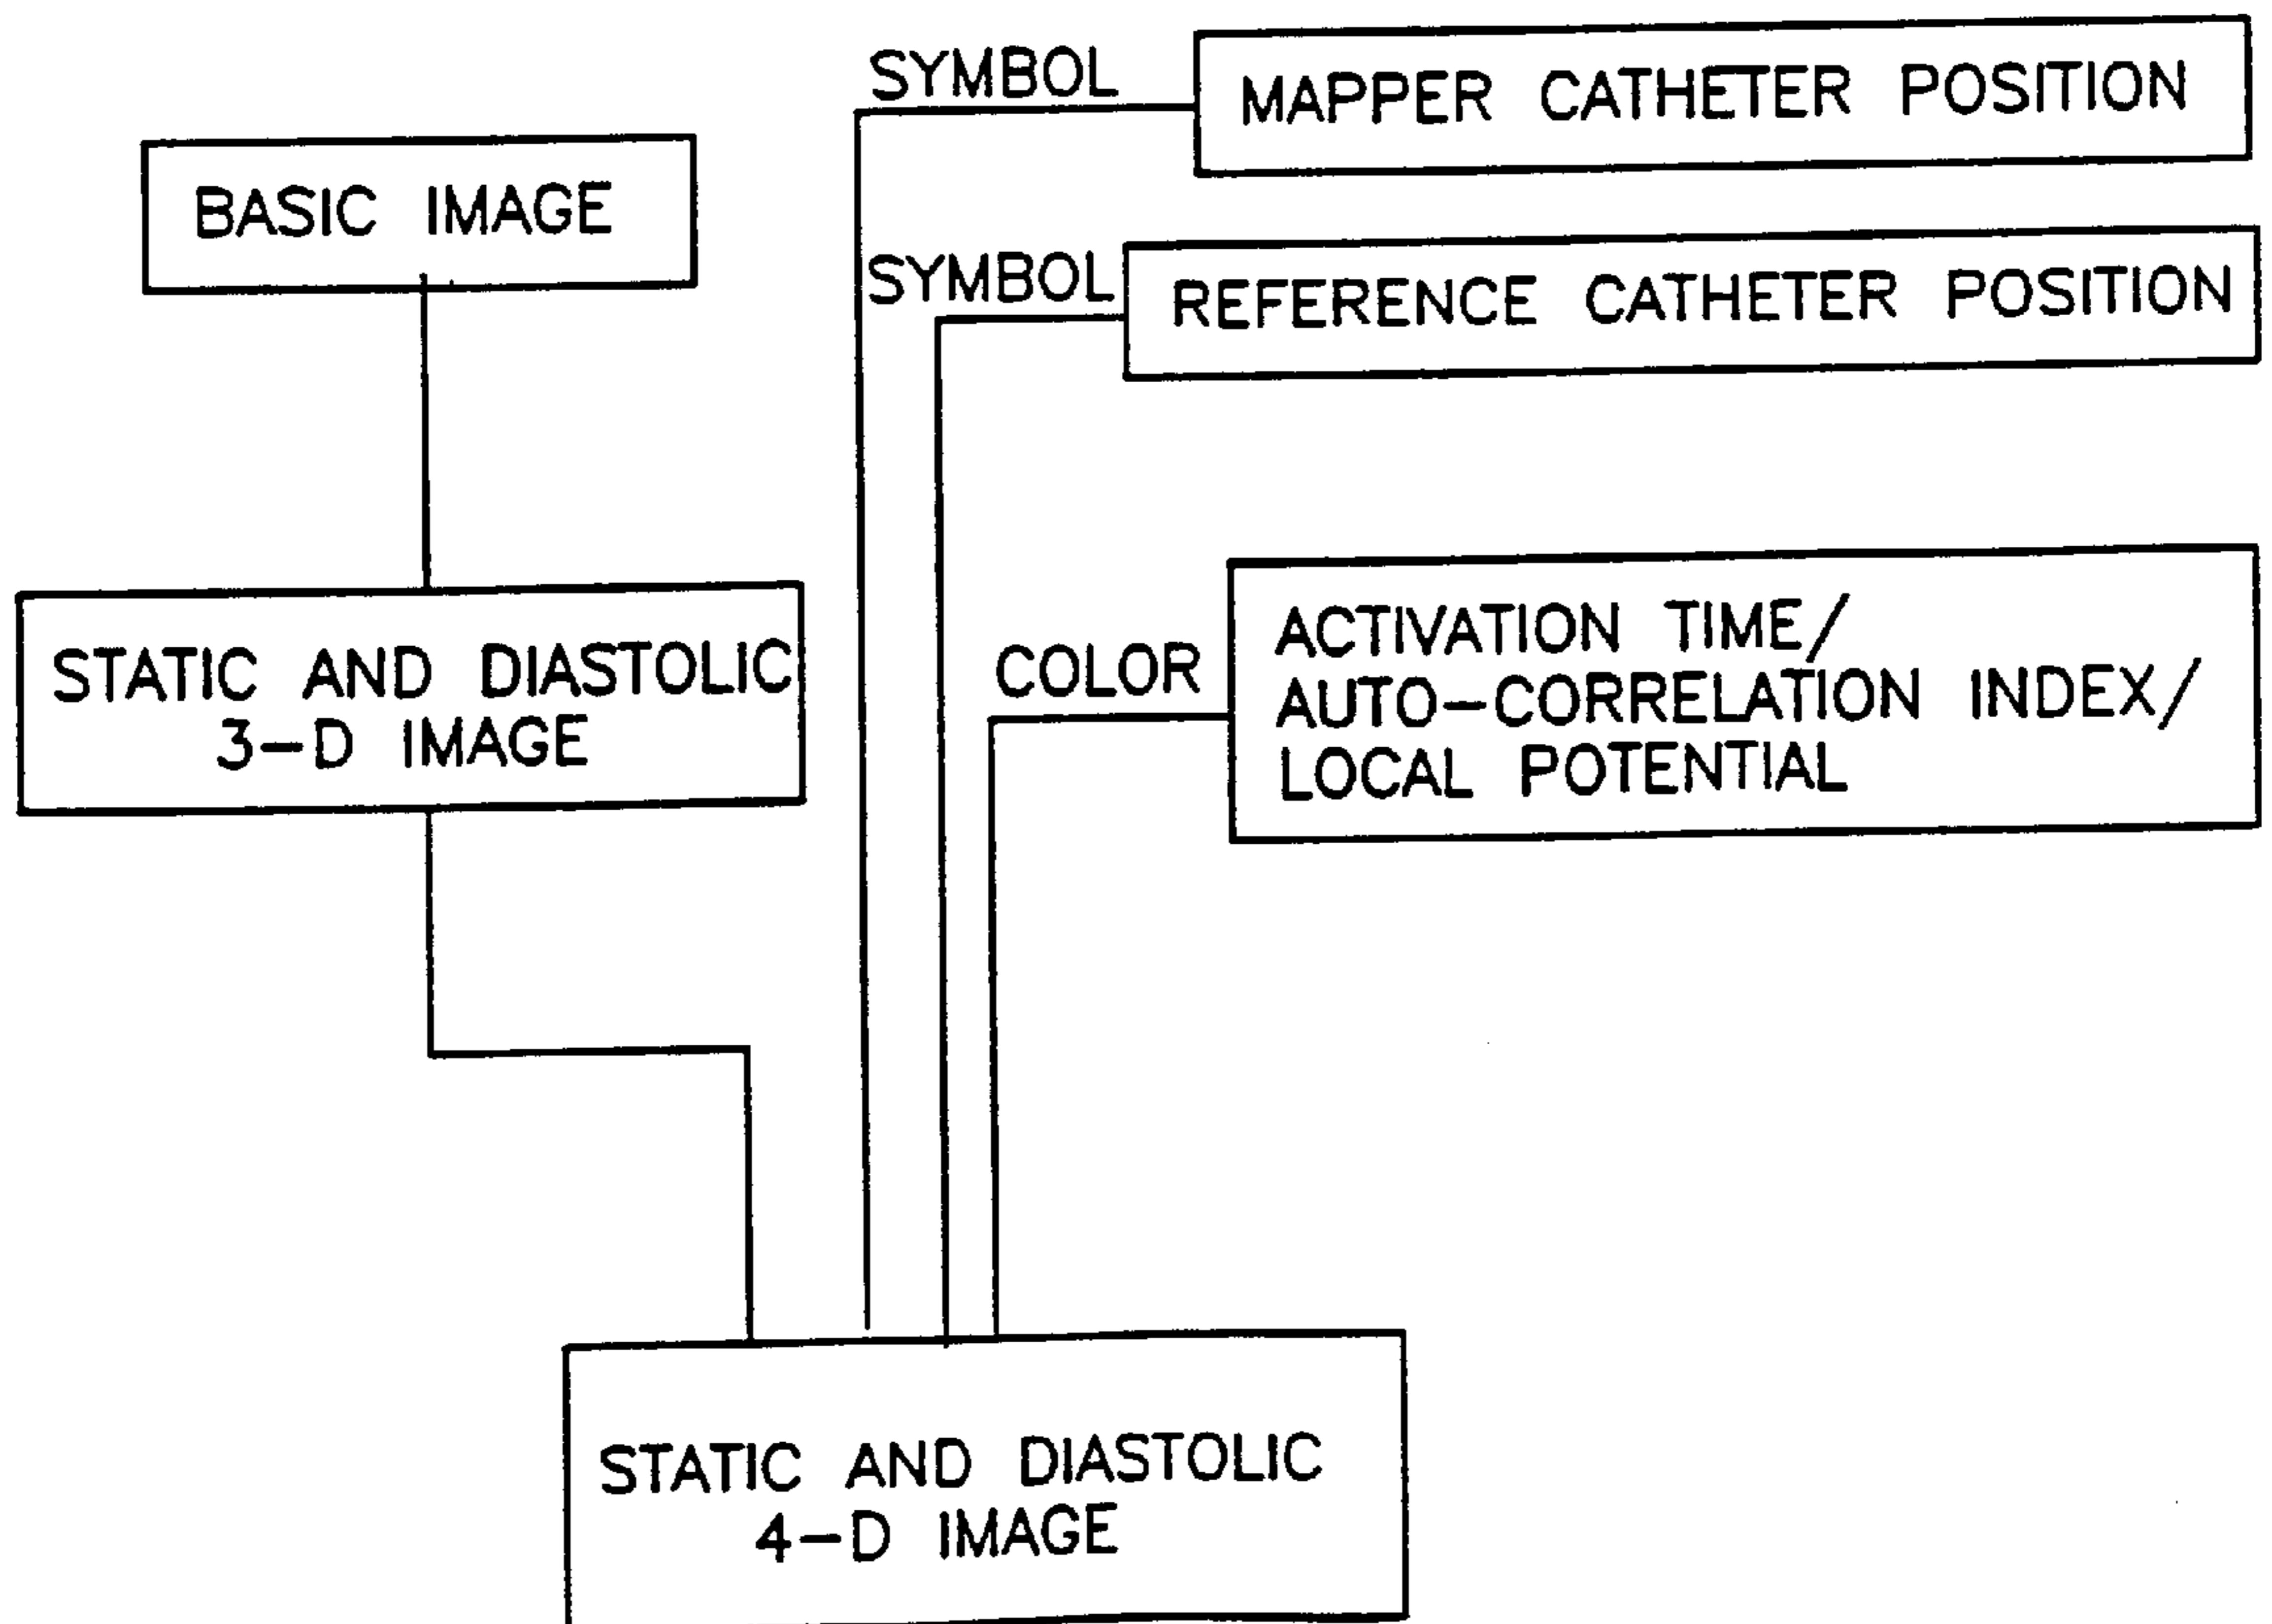 SYMBOL
MAPPER CATHETER POSITION
BASIC IMAGE
SYMBOL
REFERENCE CATHETER POSITION
STATIC AND DIASTOLIC
3-D IMAGE
COLOR
ACTIVATION TIME/
AUTO-CORRELATION INDEX/
LOCAL POTENTIAL
STATIC AND DIASTOLIC
4-D IMAGE